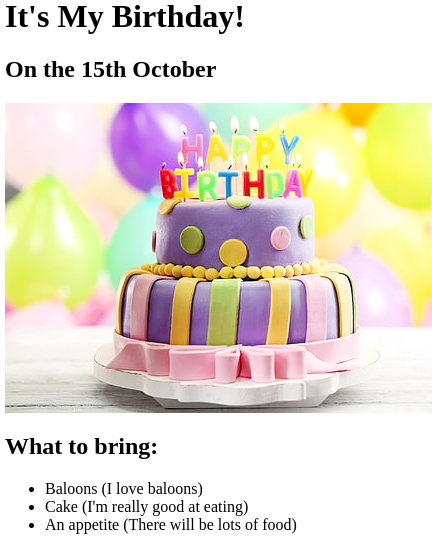 It's My Birthday!
On the 15th October
HAPPY
BIRTHDAY
What to bring:
Baloons (I love baloons)
Cake (I'm really good at eating)
An appetite (There will be lots of food)